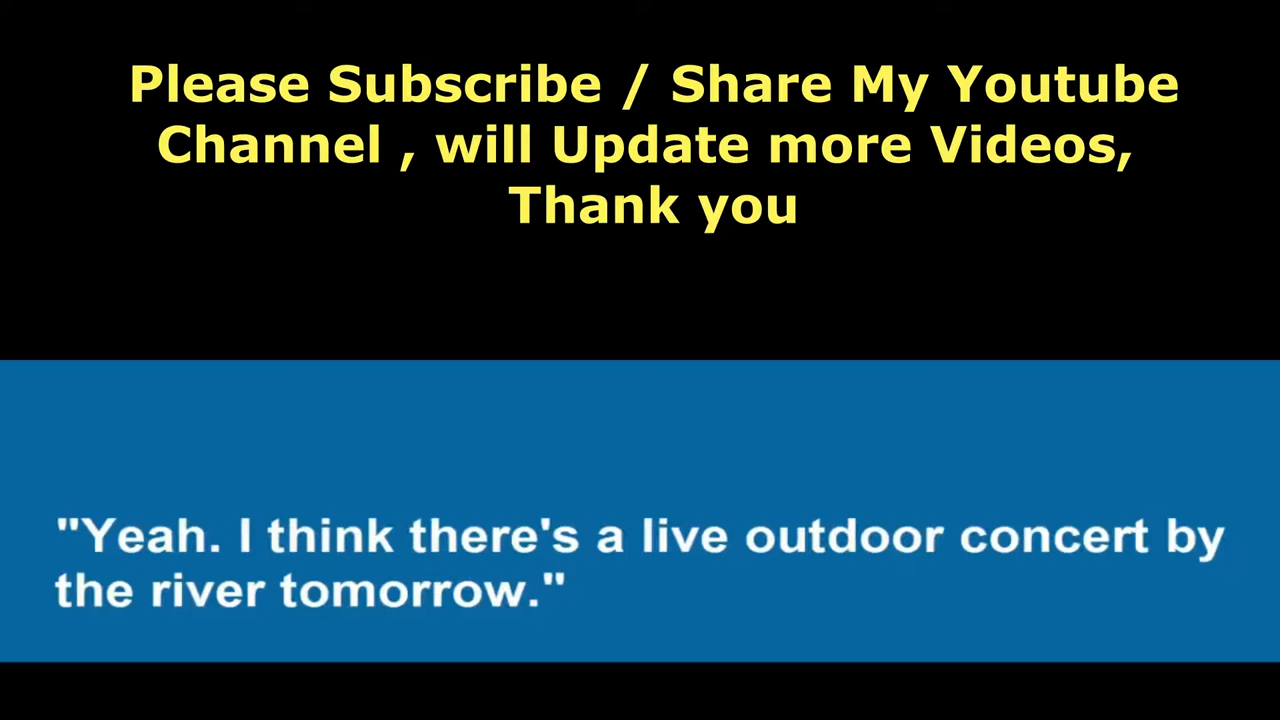 Please Subscribe / Share My Youtube
Channel , will Update more Videos,
Thank you
"Yeah. I think there's a live outdoor concert by
the river tomorrow."